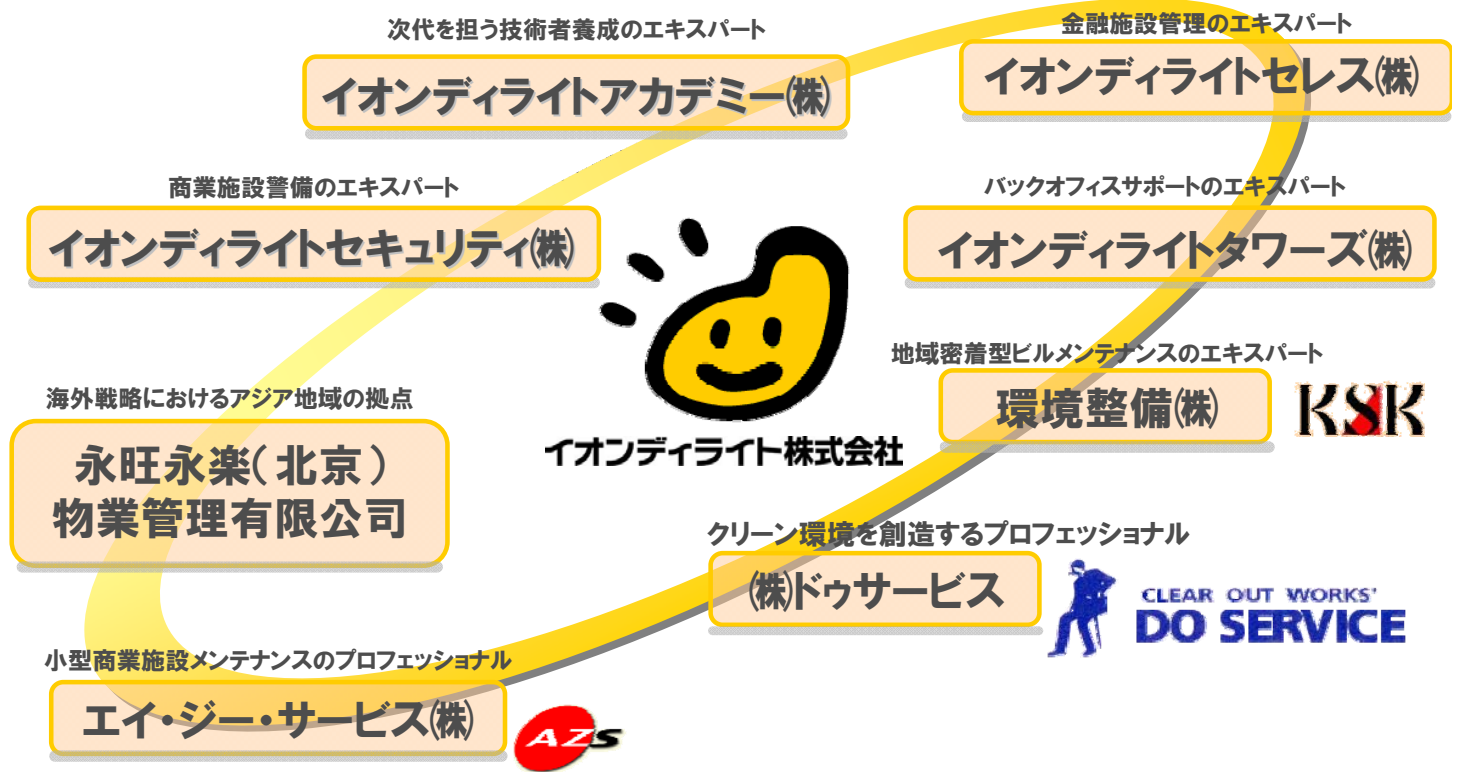 次代を担う技術者養成のエキスパート
イオンディライトアカデミー㈱
金融施設管理のエキスパート
イオンディライトセレス㈱
商業施設警備のエキスパート
イオンディライトセキュリティ㈱
バックオフィスサポートのエキスパート
イオンディライトタワーズ㈱
イオンディライト株式会社
地域密着型ビルメンテナンスのエキスパート
環境整備㈱
KSK
海外戦略におけるアジア地域の拠点
永旺永楽(北京)
物業管理有限公司
クリーン環境を創造するプロフェッショナル
㈱ドゥサービス
CLEAR OUT WORKS'
DO SERVICE
小型商業施設メンテナンスのプロフェッショナル
エイ・ジー・サービス㈱
AZS